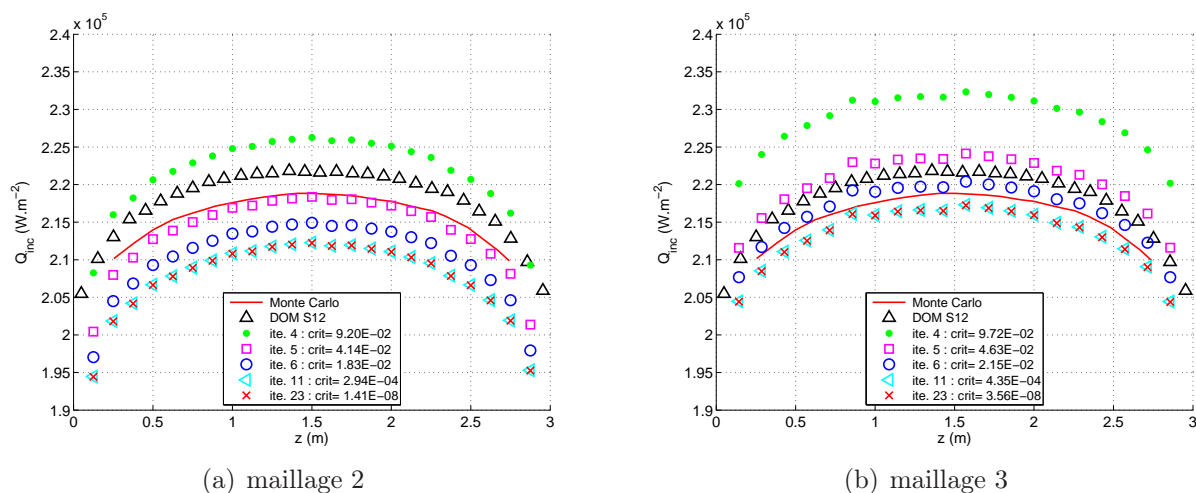 x 10⁵
2.4
2.35
2.3
2.25
2.2
2.15
2.1
2.05
2
1.95
1.9
Q_inc (W.m−2)
0 0.5 1 1.5 2 2.5 3
z (m)
Monte Carlo
DOM S12
ite. 4 : crit= 9.20E−02
ite. 5 : crit= 4.14E−02
ite. 6 : crit= 1.83E−02
ite. 11 : crit= 2.94E−04
ite. 23 : crit= 1.41E−08
(a) maillage 2
x 10⁵
2.4
2.35
2.3
2.25
2.2
2.15
2.1
2.05
2
1.95
1.9
Q_inc (W.m−2)
0 0.5 1 1.5 2 2.5 3
z (m)
Monte Carlo
DOM S12
ite. 4 : crit= 9.72E−02
ite. 5 : crit= 4.63E−02
ite. 6 : crit= 2.15E−02
ite. 11 : crit= 4.35E−04
ite. 23 : crit= 3.56E−08
(b) maillage 3